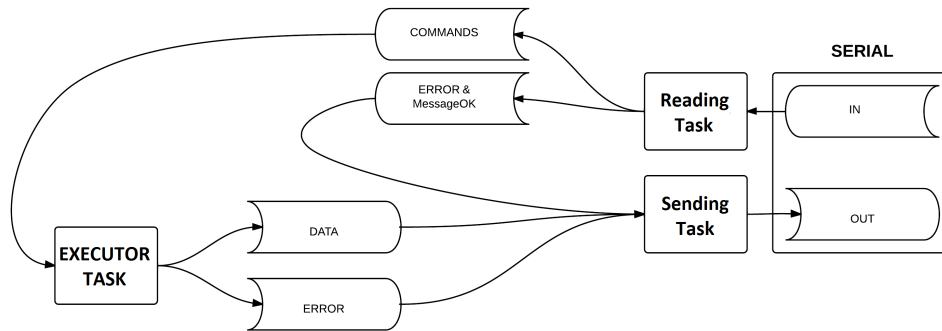 COMMANDS
SERIAL
ERROR &
MessageOK
Reading
Task
IN
Sending
Task
OUT
DATA
EXECUTOR
TASK
ERROR